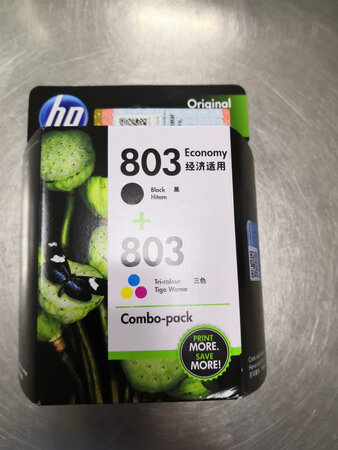 hp
Original
803 Economy
经济适用
Black 黑
Hitam
+
803
Tri-colour 三色
Tiga Warna
Combo-pack
PRINT
MORE.
SAVE
MORE!